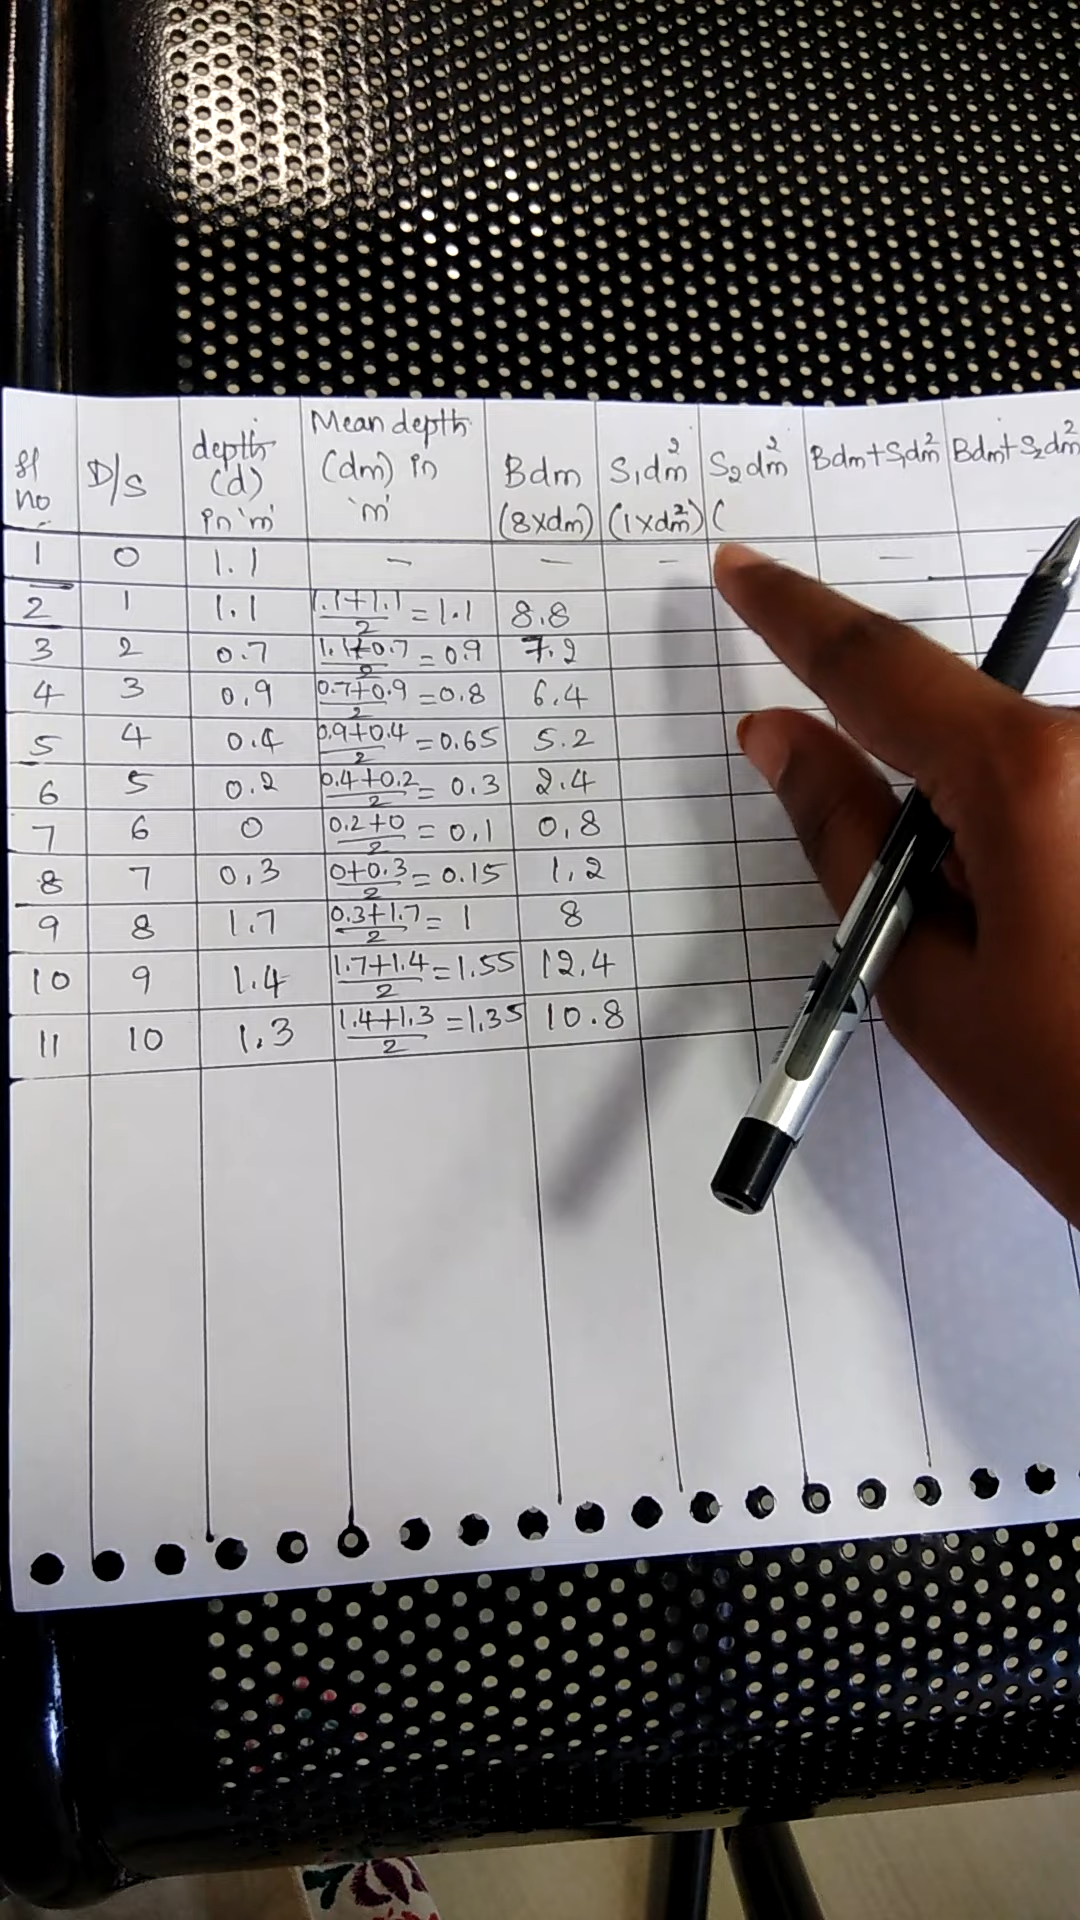 Sl no | D/S | depth (d) in 'm' | Mean depth (dm) in 'm' | Bdm (8×dm) | S₁dm² (1×dm²) | S₂dm² ( | Bdm+S₁dm² | Bdm+S₂dm²
1 | 0 | 1.1 | – | – | – | | – | –
2 | 1 | 1.1 | 1.1+1.1/2 = 1.1 | 8.8
3 | 2 | 0.7 | 1.1+0.7/2 = 0.9 | 7.2
4 | 3 | 0.9 | 0.7+0.9/2 = 0.8 | 6.4
5 | 4 | 0.4 | 0.9+0.4/2 = 0.65 | 5.2
6 | 5 | 0.2 | 0.4+0.2/2 = 0.3 | 2.4
7 | 6 | 0 | 0.2+0/2 = 0.1 | 0.8
8 | 7 | 0.3 | 0+0.3/2 = 0.15 | 1.2
9 | 8 | 1.7 | 0.3+1.7/2 = 1 | 8
10 | 9 | 1.4 | 1.7+1.4/2 = 1.55 | 12.4
11 | 10 | 1.3 | 1.4+1.3/2 = 1.35 | 10.8